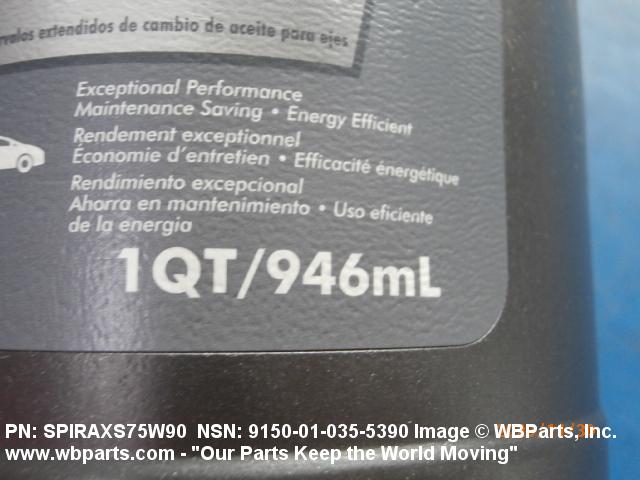 extendidos de cambio de aceite para ejes
Exceptional Performance
Maintenance Saving • Energy Efficient
Rendement exceptionnel
Économie d'entretien • Efficacité énergétique
Rendimiento excepcional
Ahorra en mantenimiento • Uso eficiente
de la energia
1QT/946mL
PN: SPIRAXS75W90 NSN: 9150-01-035-5390 Image © WBParts, Inc.
www.wbparts.com - "Our Parts Keep the World Moving"